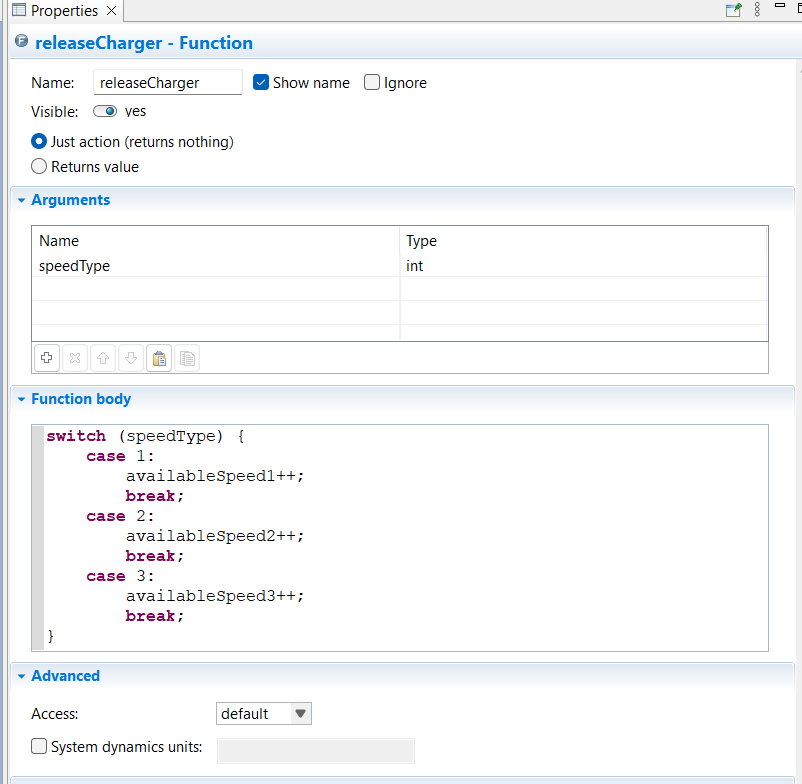 Properties
releaseCharger - Function
Name: releaseCharger Show name Ignore
Visible: yes
Just action (returns nothing)
Returns value
Arguments
Name Type
speedType int
Function body
switch (speedType) {
    case 1:
        availableSpeed1++;
        break;
    case 2:
        availableSpeed2++;
        break;
    case 3:
        availableSpeed3++;
        break;
}
Advanced
Access: default
System dynamics units: